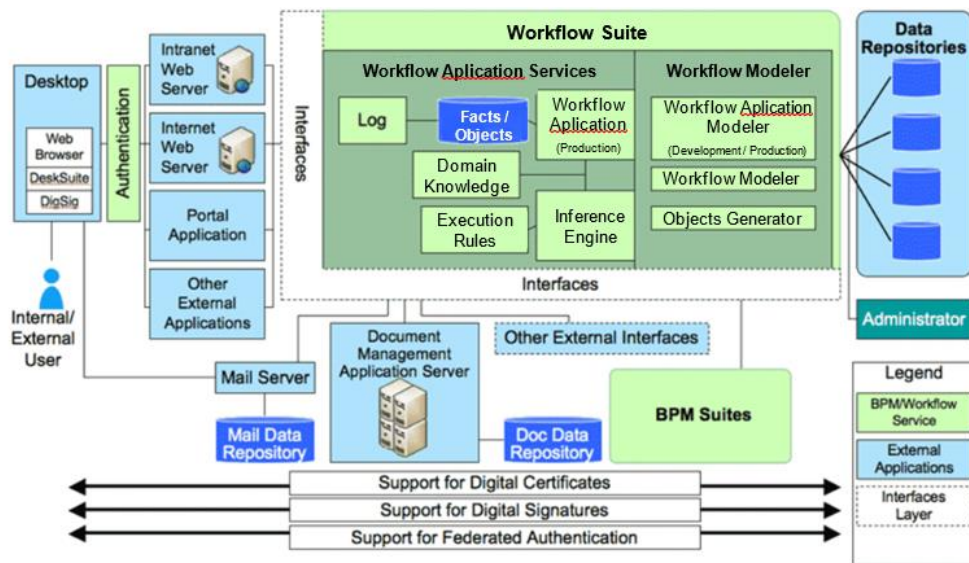 Workflow Suite
Data
Repositories
Intranet
Web
Server
Workflow Aplication Services
Workflow Modeler
Desktop
Authentication
Interfaces
Log
Facts /
Objects
Workflow
Aplication
(Production)
Workflow Aplication
Modeler
(Development / Production)
Web
Browser
DeskSuite
DigSig
Internet
Web
Server
Domain
Knowledge
Workflow Modeler
Portal
Application
Execution
Rules
Inference
Engine
Objects Generator
Other
External
Applications
Interfaces
Internal/
External
User
Document
Management
Application Server
Other External Interfaces
Administrator
Mail Server
Mail Data
Repository
Doc Data
Repository
BPM Suites
Legend
BPM/Workflow
Service
External
Applications
Interfaces
Layer
Support for Digital Certificates
Support for Digital Signatures
Support for Federated Authentication